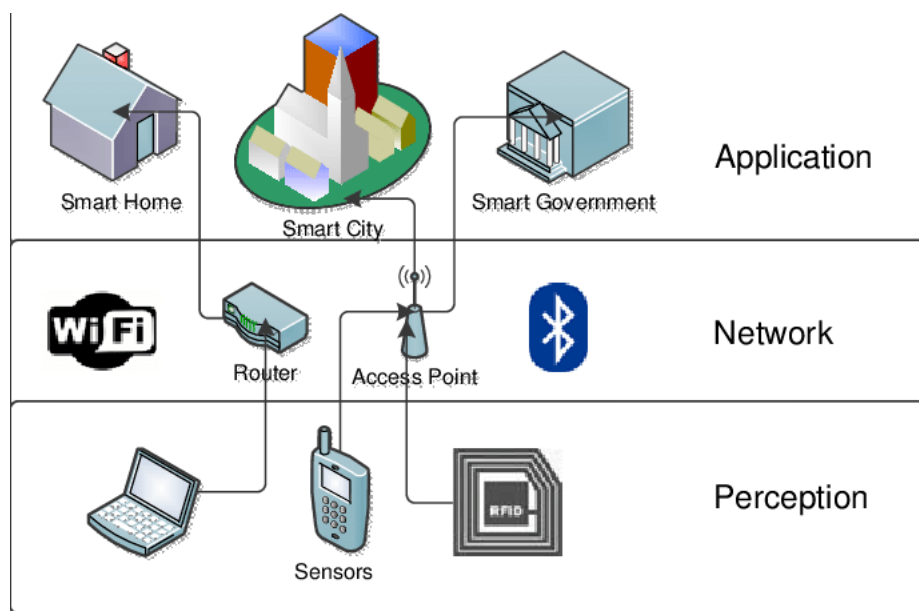 Smart Home
Smart City
Smart Government
Application
WiFi
Router
Access Point
Network
RFID
Sensors
Perception